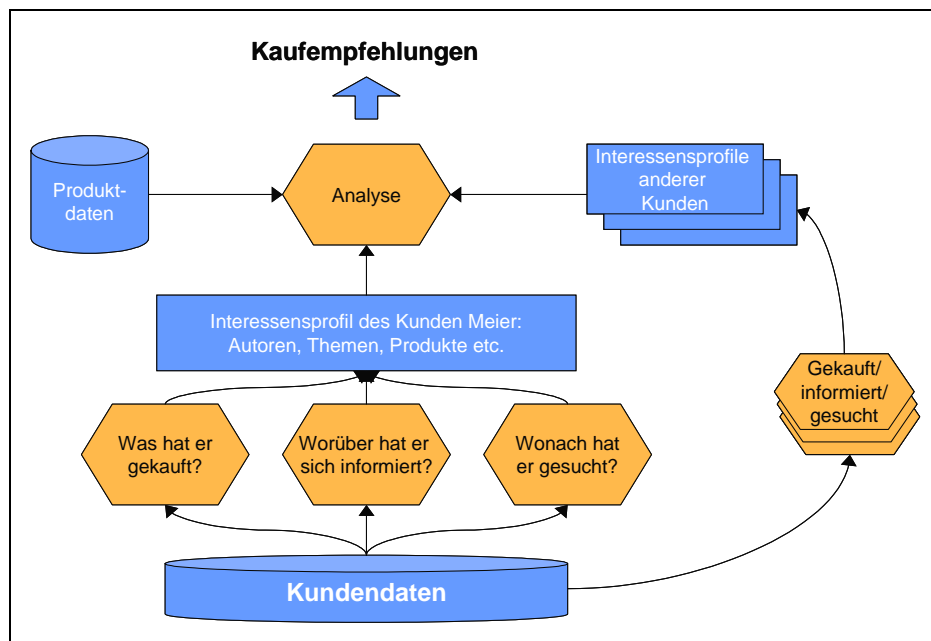 Kaufempfehlungen
Produkt-
daten
Analyse
Interessensprofile
anderer
Kunden
Interessensprofil des Kunden Meier:
Autoren, Themen, Produkte etc.
Gekauft/
informiert/
gesucht
Was hat er
gekauft?
Worüber hat er
sich informiert?
Wonach hat
er gesucht?
Kundendaten